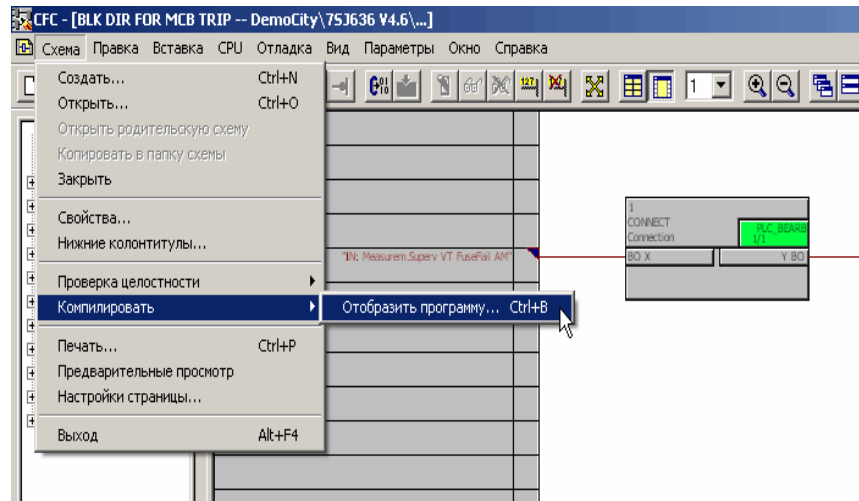 CFC - [BLK DIR FOR MCB TRIP -- DemoCity\7SJ636 V4.6\...]
Схема Правка Вставка CPU Отладка Вид Параметры Окно Справка
1
Создать... Ctrl+N
Открыть... Ctrl+O
Открыть родительскую схему
Копировать в папку схемы
Закрыть
Свойства...
Нижние колонтитулы...
Проверка целостности
Компилировать
Отобразить программу... Ctrl+B
Печать... Ctrl+P
Предварительные просмотр
Настройки страницы...
Выход Alt+F4
"IN: Measurem.Superv VT FuseFail AM"
1
CONNECT
Connection
PLC_BEARB
1/1
BO X
Y BO